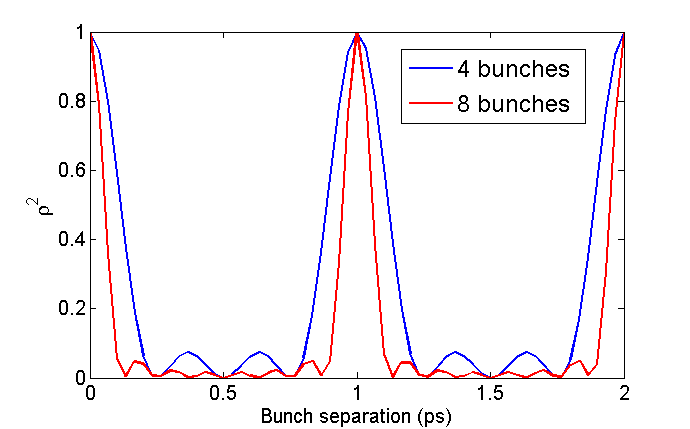 1
4 bunches
8 bunches
0.8
0.6
ρ²
0.4
0.2
0
0 0.5 1 1.5 2
Bunch separation (ps)